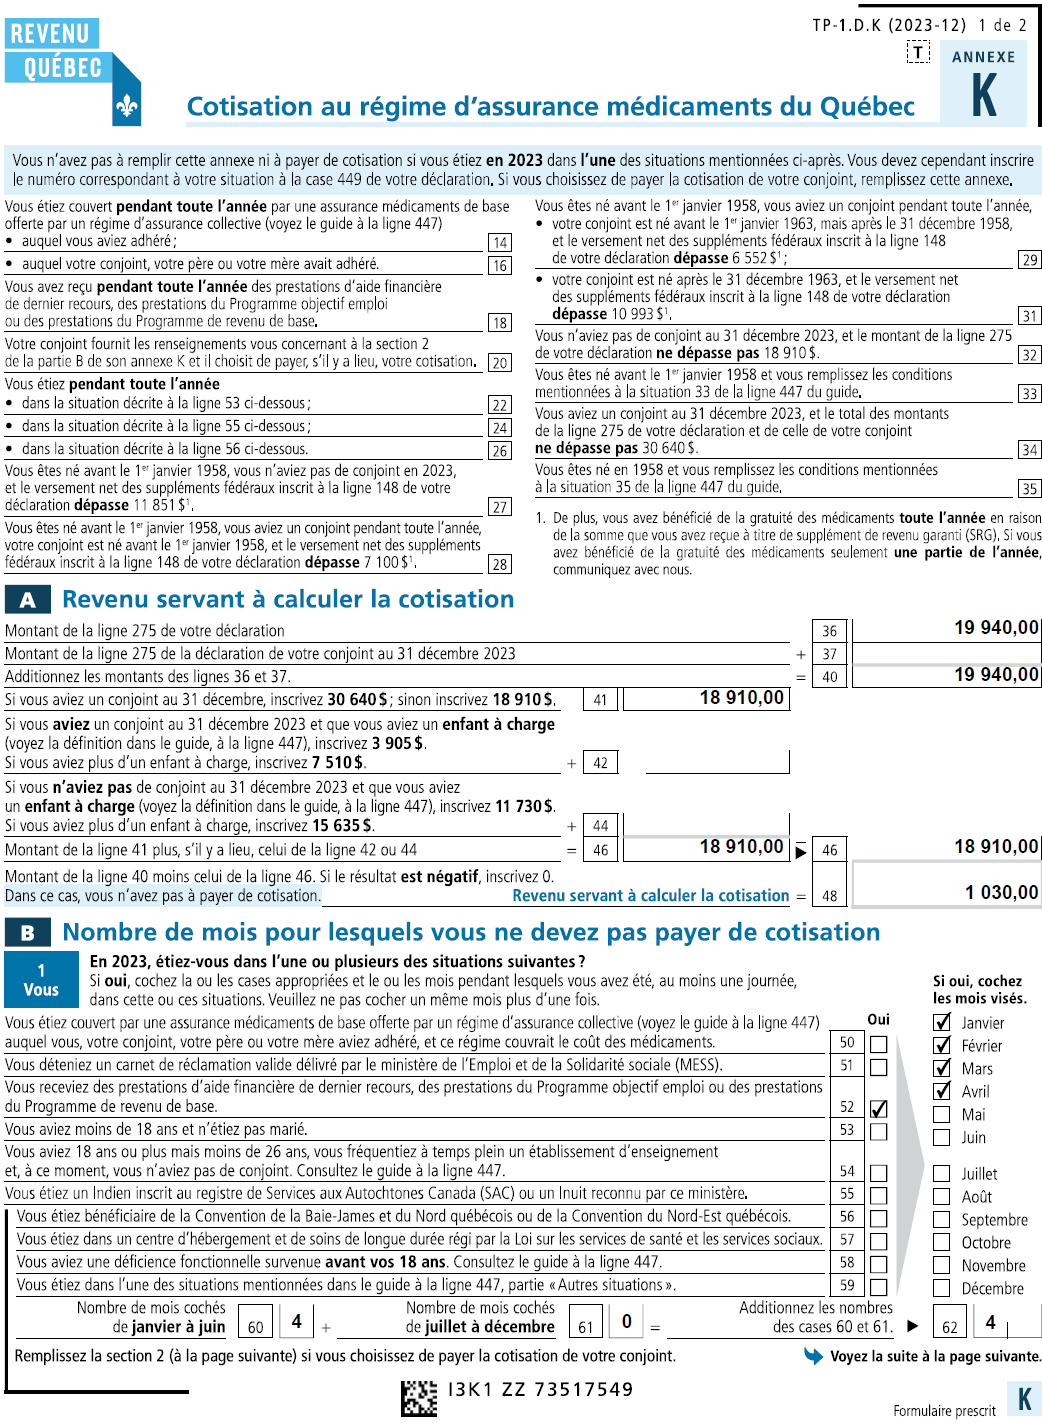 REVENU
QUÉBEC
TP-1.D.K (2023-12) 1 de 2
T
ANNEXE
K
Cotisation au régime d'assurance médicaments du Québec
Vous n'avez pas à remplir cette annexe ni à payer de cotisation si vous étiez en 2023 dans l'une des situations mentionnées ci-après. Vous devez cependant inscrire
le numéro correspondant à votre situation à la case 449 de votre déclaration. Si vous choisissez de payer la cotisation de votre conjoint, remplissez cette annexe.
Vous étiez couvert pendant toute l'année par une assurance médicaments de base
offerte par un régime d'assurance collective (voyez le guide à la ligne 447)
• auquel vous aviez adhéré; 14
• auquel votre conjoint, votre père ou votre mère avait adhéré. 16
Vous avez reçu pendant toute l'année des prestations d'aide financière
de dernier recours, des prestations du Programme objectif emploi
ou des prestations du Programme de revenu de base. 18
Votre conjoint fournit les renseignements vous concernant à la section 2
de la partie B de son annexe K et il choisit de payer, s'il y a lieu, votre cotisation. 20
Vous étiez pendant toute l'année
• dans la situation décrite à la ligne 53 ci-dessous; 22
• dans la situation décrite à la ligne 55 ci-dessous; 24
• dans la situation décrite à la ligne 56 ci-dessous. 26
Vous êtes né avant le 1er janvier 1958, vous n'aviez pas de conjoint en 2023,
et le versement net des suppléments fédéraux inscrit à la ligne 148 de votre
déclaration dépasse 11 851 $1. 27
Vous êtes né avant le 1er janvier 1958, vous aviez un conjoint pendant toute l'année,
votre conjoint est né avant le 1er janvier 1958, et le versement net des suppléments
fédéraux inscrit à la ligne 148 de votre déclaration dépasse 7 100 $1. 28
Vous êtes né avant le 1er janvier 1958, vous aviez un conjoint pendant toute l'année,
• votre conjoint est né avant le 1er janvier 1963, mais après le 31 décembre 1958,
et le versement net des suppléments fédéraux inscrit à la ligne 148
de votre déclaration dépasse 6 552 $1; 29
• votre conjoint est né après le 31 décembre 1963, et le versement net
des suppléments fédéraux inscrit à la ligne 148 de votre déclaration
dépasse 10 993 $1. 31
Vous n'aviez pas de conjoint au 31 décembre 2023, et le montant de la ligne 275
de votre déclaration ne dépasse pas 18 910 $. 32
Vous êtes né avant le 1er janvier 1958 et vous remplissez les conditions
mentionnées à la situation 33 de la ligne 447 du guide. 33
Vous aviez un conjoint au 31 décembre 2023, et le total des montants
de la ligne 275 de votre déclaration et de celle de votre conjoint
ne dépasse pas 30 640 $. 34
Vous êtes né en 1958 et vous remplissez les conditions mentionnées
à la situation 35 de la ligne 447 du guide. 35
1. De plus, vous avez bénéficié de la gratuité des médicaments toute l'année en raison
de la somme que vous avez reçue à titre de supplément de revenu garanti (SRG). Si vous
avez bénéficié de la gratuité des médicaments seulement une partie de l'année,
communiquez avec nous.
A Revenu servant à calculer la cotisation
Montant de la ligne 275 de votre déclaration 36 19 940,00
Montant de la ligne 275 de la déclaration de votre conjoint au 31 décembre 2023 + 37
Additionnez les montants des lignes 36 et 37. = 40 19 940,00
Si vous aviez un conjoint au 31 décembre, inscrivez 30 640 $; sinon inscrivez 18 910 $. 41 18 910,00
Si vous aviez un conjoint au 31 décembre 2023 et que vous aviez un enfant à charge
(voyez la définition dans le guide, à la ligne 447), inscrivez 3 905 $.
Si vous aviez plus d'un enfant à charge, inscrivez 7 510 $. + 42
Si vous n'aviez pas de conjoint au 31 décembre 2023 et que vous aviez
un enfant à charge (voyez la définition dans le guide, à la ligne 447), inscrivez 11 730 $.
Si vous aviez plus d'un enfant à charge, inscrivez 15 635 $. + 44
Montant de la ligne 41 plus, s'il y a lieu, celui de la ligne 42 ou 44 = 46 18 910,00 ▶ – 46 18 910,00
Montant de la ligne 40 moins celui de la ligne 46. Si le résultat est négatif, inscrivez 0.
Dans ce cas, vous n'avez pas à payer de cotisation. Revenu servant à calculer la cotisation = 48 1 030,00
B Nombre de mois pour lesquels vous ne devez pas payer de cotisation
1
Vous
En 2023, étiez-vous dans l'une ou plusieurs des situations suivantes?
Si oui, cochez la ou les cases appropriées et le ou les mois pendant lesquels vous avez été, au moins une journée,
dans cette ou ces situations. Veuillez ne pas cocher un même mois plus d'une fois.
Si oui, cochez
les mois visés.
Oui
Vous étiez couvert par une assurance médicaments de base offerte par un régime d'assurance collective (voyez le guide à la ligne 447)
auquel vous, votre conjoint, votre père ou votre mère aviez adhéré, et ce régime couvrait le coût des médicaments. 50
Vous déteniez un carnet de réclamation valide délivré par le ministère de l'Emploi et de la Solidarité sociale (MESS). 51
Vous receviez des prestations d'aide financière de dernier recours, des prestations du Programme objectif emploi ou des prestations
du Programme de revenu de base. 52 ✓
Vous aviez moins de 18 ans et n'étiez pas marié. 53
Vous aviez 18 ans ou plus mais moins de 26 ans, vous fréquentiez à temps plein un établissement d'enseignement
et, à ce moment, vous n'aviez pas de conjoint. Consultez le guide à la ligne 447. 54
Vous étiez un Indien inscrit au registre de Services aux Autochtones Canada (SAC) ou un Inuit reconnu par ce ministère. 55
Vous étiez bénéficiaire de la Convention de la Baie-James et du Nord québécois ou de la Convention du Nord-Est québécois. 56
Vous étiez dans un centre d'hébergement et de soins de longue durée régi par la Loi sur les services de santé et les services sociaux. 57
Vous aviez une déficience fonctionnelle survenue avant vos 18 ans. Consultez le guide à la ligne 447. 58
Vous étiez dans l'une des situations mentionnées dans le guide à la ligne 447, partie « Autres situations ». 59
✓ Janvier
✓ Février
✓ Mars
✓ Avril
Mai
Juin
Juillet
Août
Septembre
Octobre
Novembre
Décembre
Nombre de mois cochés
de janvier à juin 60 4 +
Nombre de mois cochés
de juillet à décembre 61 0 =
Additionnez les nombres
des cases 60 et 61. ▶ 62 4
Remplissez la section 2 (à la page suivante) si vous choisissez de payer la cotisation de votre conjoint.
Voyez la suite à la page suivante.
I3K1 ZZ 73517549
Formulaire prescrit K